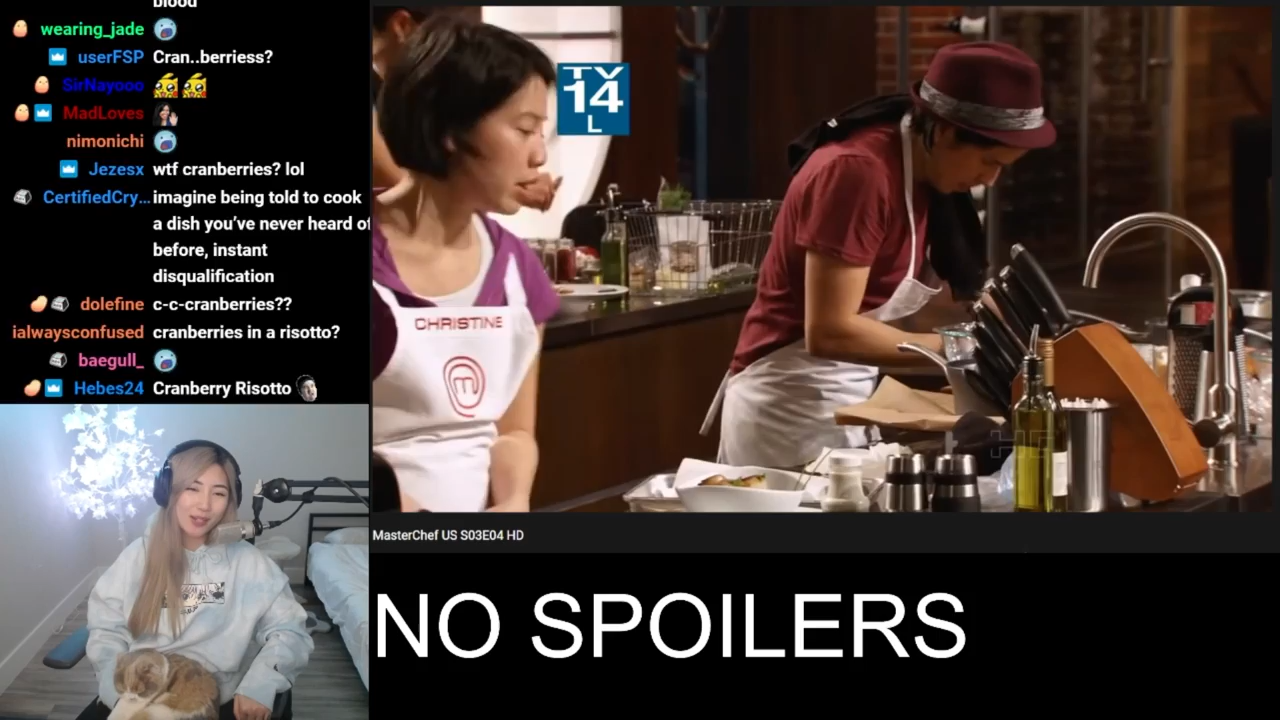 blood
wearing_jade
userFSP Cran..berriess?
SirNayooo
MadLoves
nimonichi
Jezesx wtf cranberries? lol
CertifiedCry... imagine being told to cook
a dish you've never heard of
before, instant
disqualification
dolefine c-c-cranberries??
ialwaysconfused cranberries in a risotto?
baegull_
Hebes24 Cranberry Risotto
TV
14
L
CHRISTINE
MasterChef US S03E04 HD
NO SPOILERS